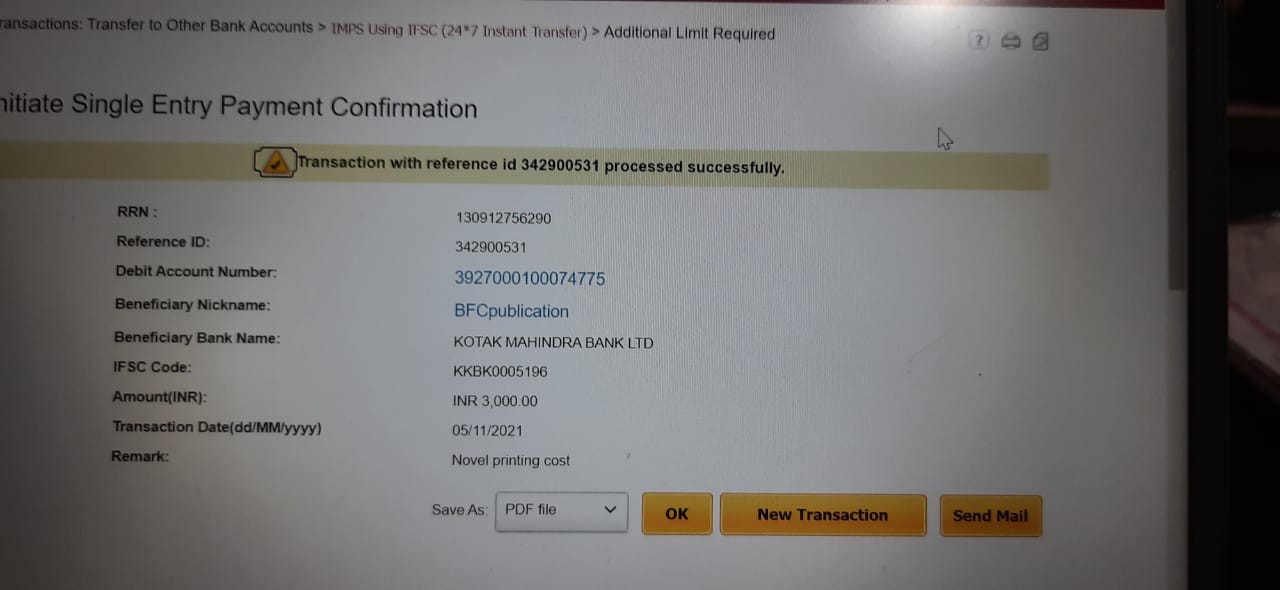 ransactions: Transfer to Other Bank Accounts > IMPS Using IFSC (24*7 Instant Transfer) > Additional Limit Required
?
nitiate Single Entry Payment Confirmation
Transaction with reference id 342900531 processed successfully.
RRN : 130912756290
Reference ID: 342900531
Debit Account Number: 3927000100074775
Beneficiary Nickname: BFCpublication
Beneficiary Bank Name: KOTAK MAHINDRA BANK LTD
IFSC Code: KKBK0005196
Amount(INR): INR 3,000.00
Transaction Date(dd/MM/yyyy) 05/11/2021
Remark: Novel printing cost
Save As: PDF file OK New Transaction Send Mail